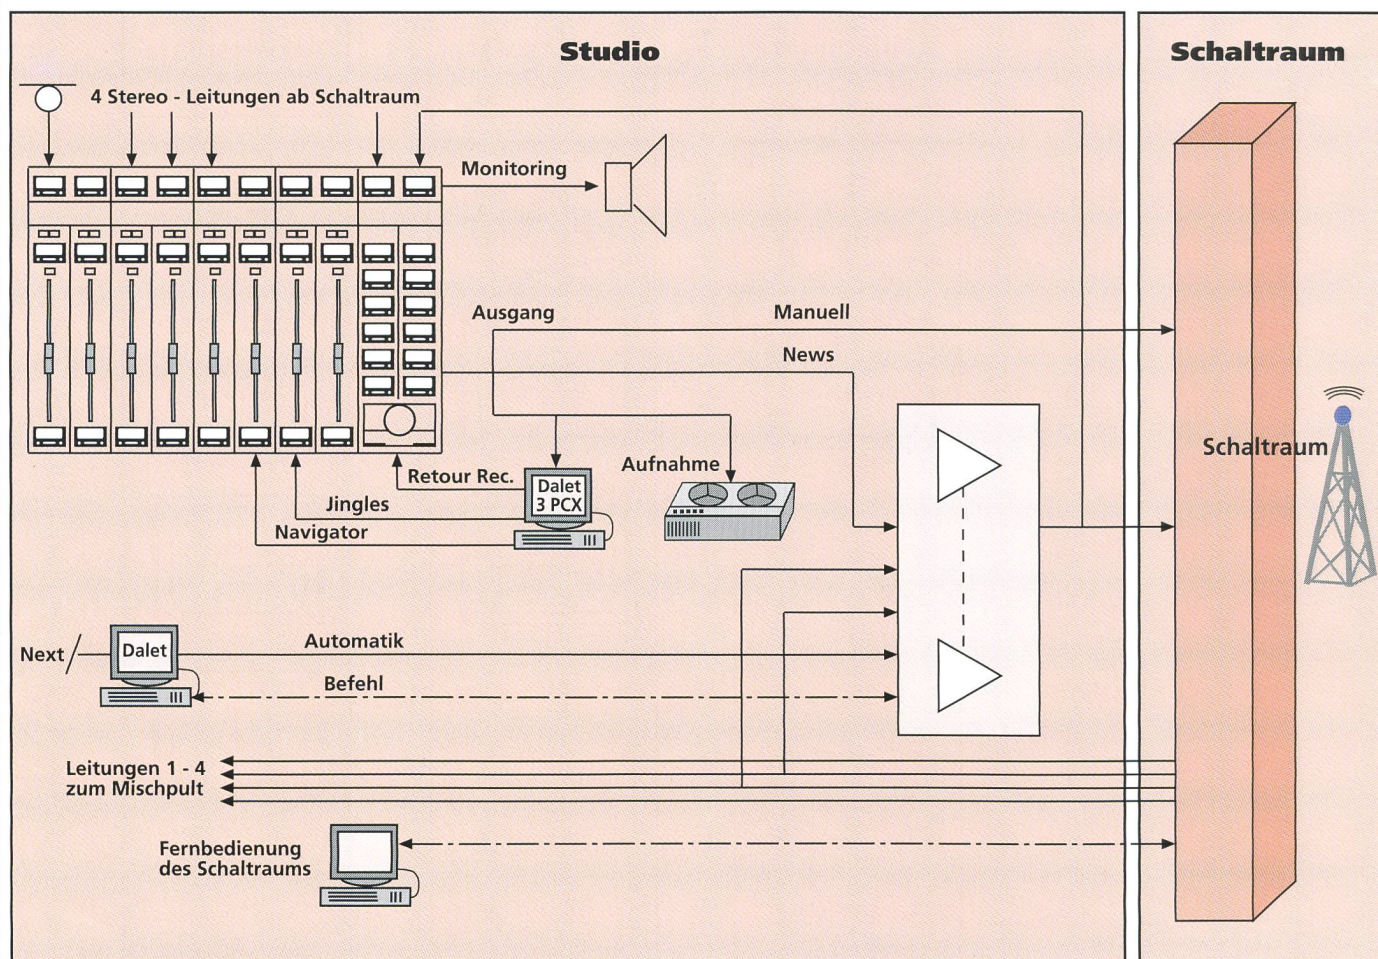 Studio
Schaltraum
4 Stereo - Leitungen ab Schaltraum
Monitoring
Ausgang
Manuell
News
Schaltraum
Retour Rec.
Dalet
3 PCX
Aufnahme
Jingles
Navigator
Next
Dalet
Automatik
Befehl
Leitungen 1 - 4
zum Mischpult
Fernbedienung
des Schaltraums